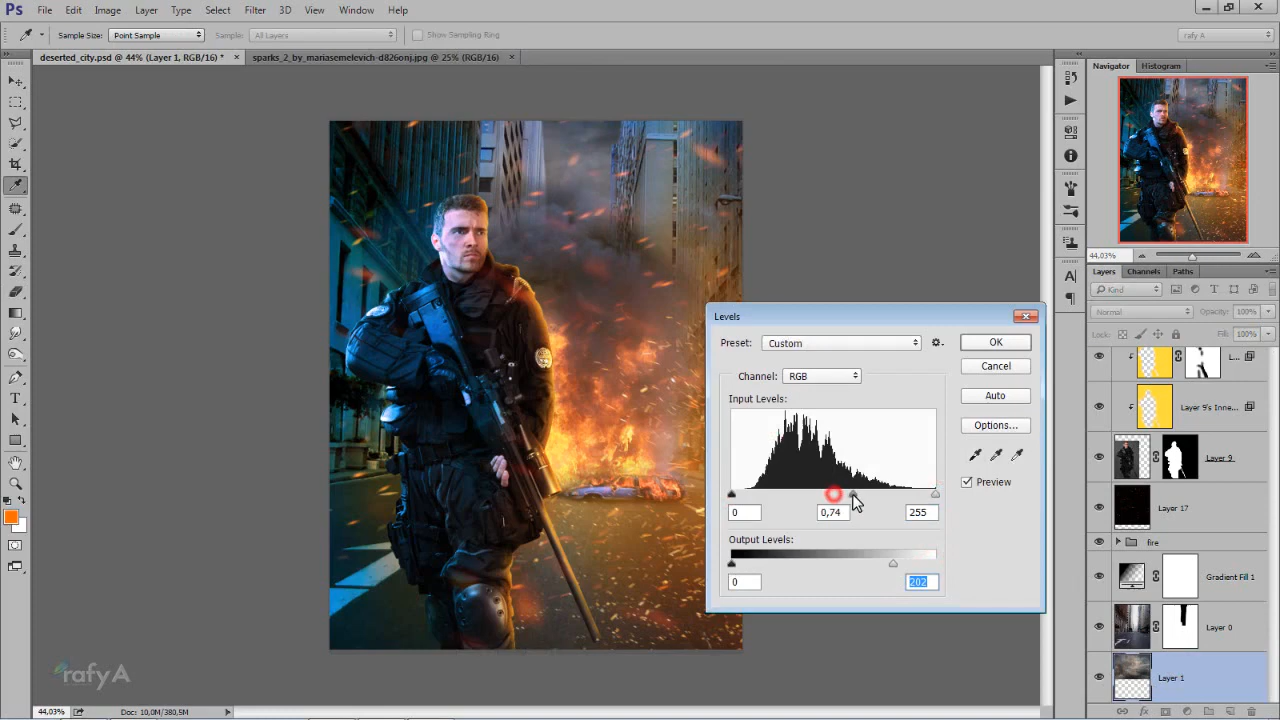 Ps File Edit Image Layer Type Select Filter 3D View Window Help
Sample Size: Point Sample Sample: All Layers Show Sampling Ring rafy A
deserted_city.psd @ 44% (Layer 1, RGB/16) * × sparks_2_by_mariasemelevich-d826onj.jpg @ 25% (RGB/16) ×
Navigator Histogram
44,03%
Layers Channels Paths
Kind
Normal Opacity: 100%
Lock: Fill: 100%
L...
Layer 9's Inne...
Layer 9
Layer 17
fire
Gradient Fill 1
Layer 0
Layer 1
Levels
Preset: Custom OK
Cancel
Channel: RGB
Auto
Input Levels:
Options...
Preview
0 0,74 255
Output Levels:
0 202
rafy A
44,03% Doc: 10,0M/380,5M